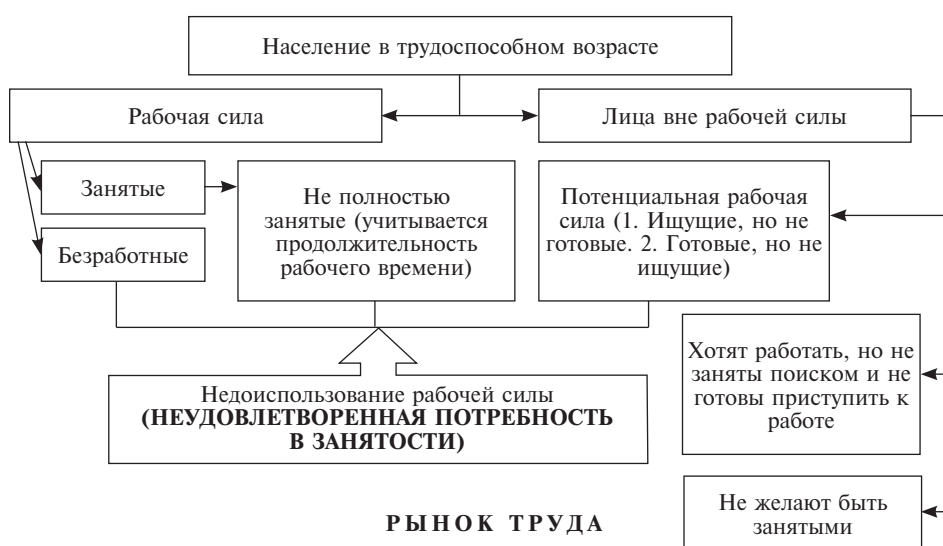 Население в трудоспособном возрасте
Рабочая сила
Лица вне рабочей силы
Занятые
Безработные
Не полностью
занятые (учитывается
продолжительность
рабочего времени)
Потенциальная рабочая
сила (1. Ищущие, но не
готовые. 2. Готовые, но не
ищущие)
Хотят работать, но не
заняты поиском и не
готовы приступить к
работе
Недоиспользование рабочей силы
(НЕУДОВЛЕТВОРЕННАЯ ПОТРЕБНОСТЬ
В ЗАНЯТОСТИ)
Не желают быть
занятыми
РЫНОК ТРУДА